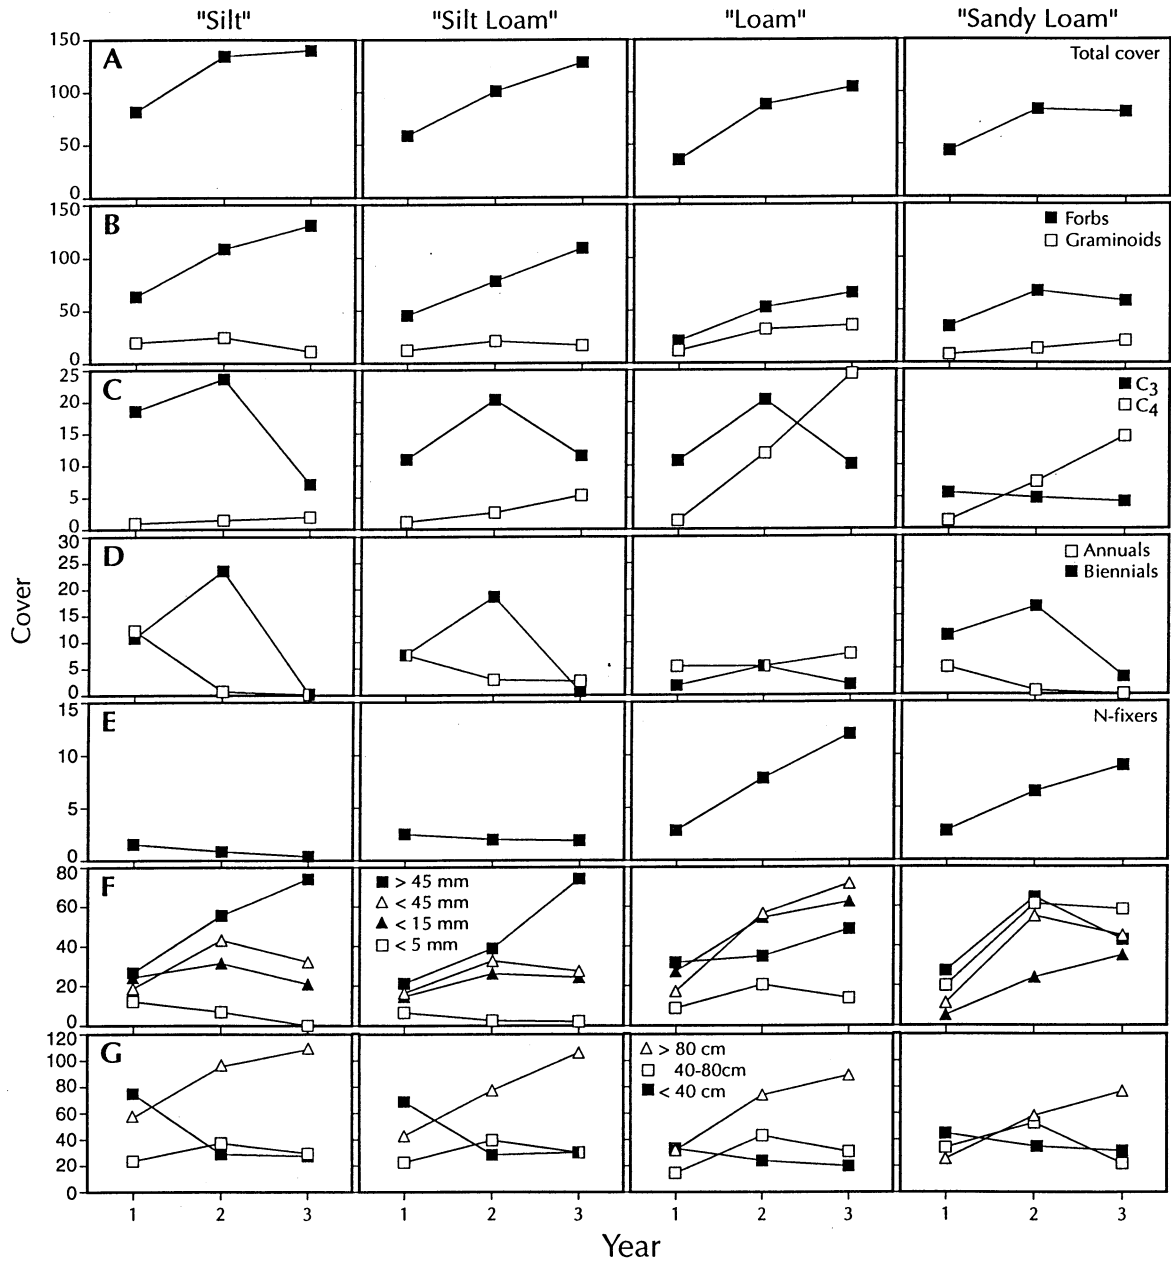 "Silt" "Silt Loam" "Loam" "Sandy Loam"
150
A
Total cover
100
50
0
150
B
Forbs
Graminoids
100
50
0
25
C
C3
C4
20
15
10
5
0
30
D
Annuals
Biennials
25
20
15
10
5
0
Cover
15
E
N-fixers
10
5
0
80
F
> 45 mm
< 45 mm
< 15 mm
< 5 mm
60
40
20
0
120
G
> 80 cm
40-80cm
< 40 cm
100
80
60
40
20
0
1 2 3 1 2 3 1 2 3 1 2 3
Year